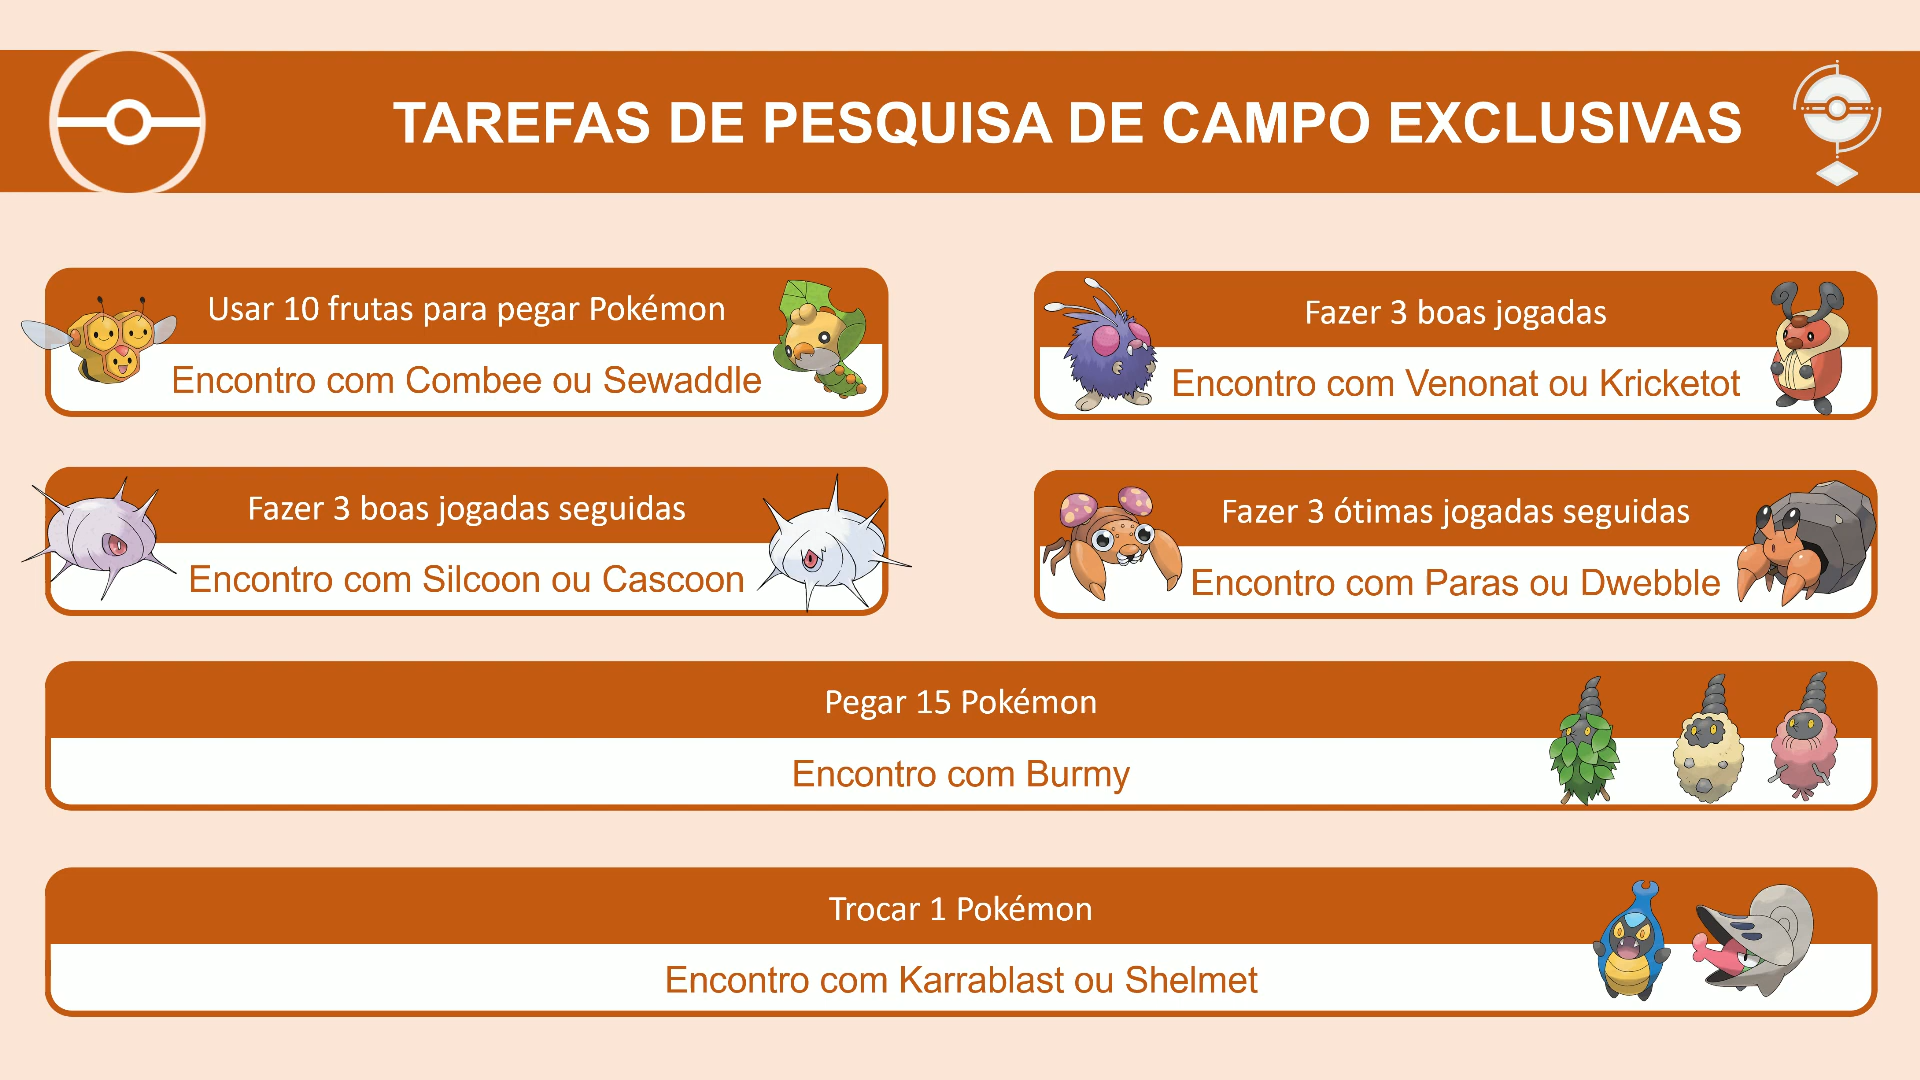 TAREFAS DE PESQUISA DE CAMPO EXCLUSIVAS
Usar 10 frutas para pegar Pokémon
Encontro com Combee ou Sewaddle
Fazer 3 boas jogadas
Encontro com Venonat ou Kricketot
Fazer 3 boas jogadas seguidas
Encontro com Silcoon ou Cascoon
Fazer 3 ótimas jogadas seguidas
Encontro com Paras ou Dwebble
Pegar 15 Pokémon
Encontro com Burmy
Trocar 1 Pokémon
Encontro com Karrablast ou Shelmet